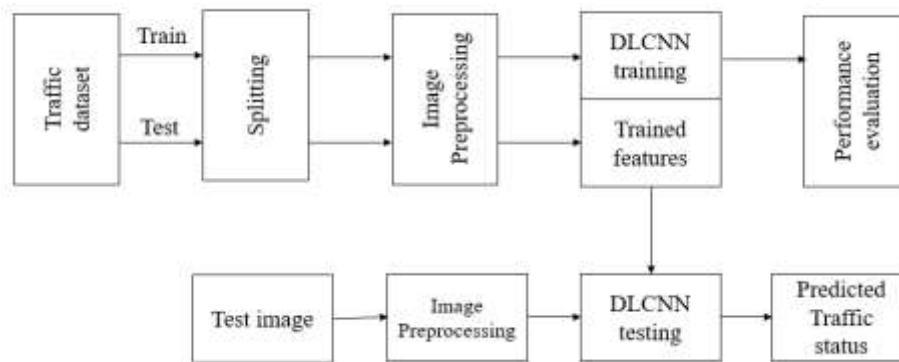 Traffic
dataset
Train
Test
Splitting
Image
Preprocessing
DLCNN
training
Trained
features
Performance
evaluation
Test image
Image
Preprocessing
DLCNN
testing
Predicted
Traffic
status